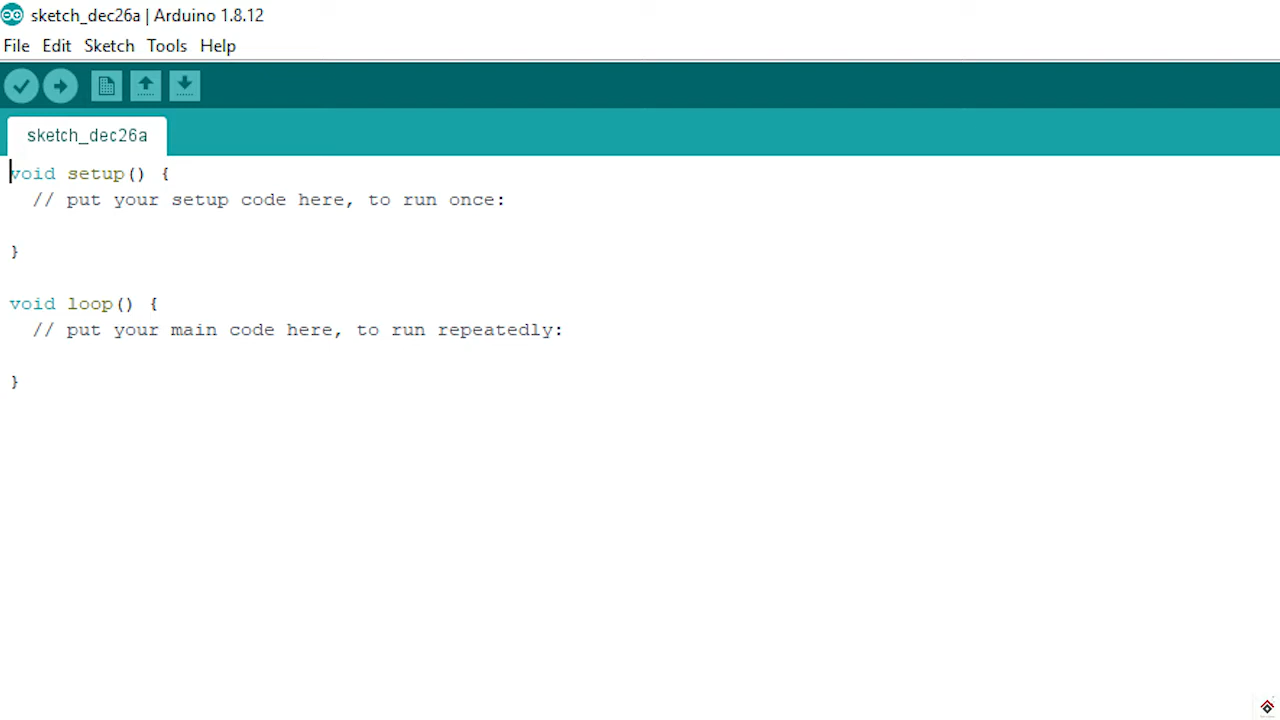 sketch_dec26a | Arduino 1.8.12
File Edit Sketch Tools Help
sketch_dec26a
void setup() {
  // put your setup code here, to run once:
}
void loop() {
  // put your main code here, to run repeatedly:
}